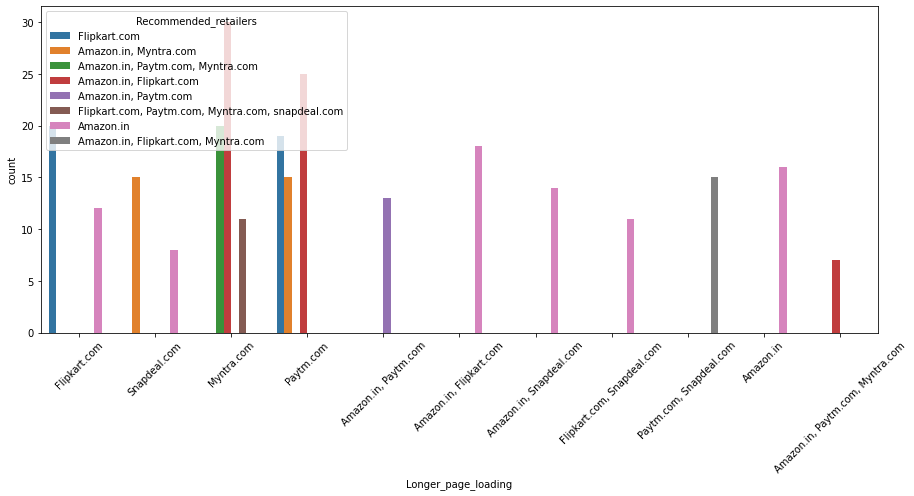 Recommended_retailers
Flipkart.com
Amazon.in, Myntra.com
Amazon.in, Paytm.com, Myntra.com
Amazon.in, Flipkart.com
Amazon.in, Paytm.com
Flipkart.com, Paytm.com, Myntra.com, snapdeal.com
Amazon.in
Amazon.in, Flipkart.com, Myntra.com
count
30
25
20
15
10
5
0
Flipkart.com
Snapdeal.com
Myntra.com
Paytm.com
Amazon.in, Paytm.com
Amazon.in, Flipkart.com
Amazon.in, Snapdeal.com
Flipkart.com, Snapdeal.com
Paytm.com, Snapdeal.com
Amazon.in
Amazon.in, Paytm.com, Myntra.com
Longer_page_loading